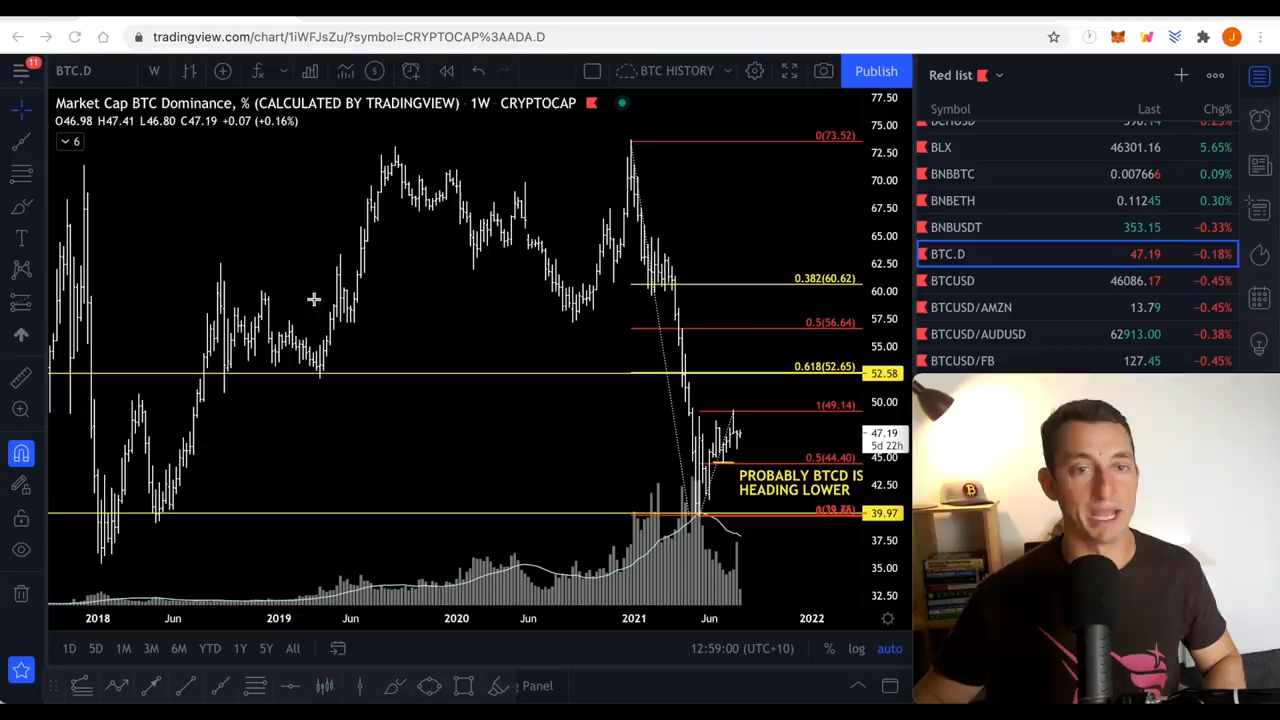 tradingview.com/chart/1iWFJsZu/?symbol=CRYPTOCAP%3AADA.D
J
11
BTC.D
W
BTC HISTORY
Publish
Red list
Market Cap BTC Dominance, % (CALCULATED BY TRADINGVIEW) · 1W · CRYPTOCAP
O46.98 H47.41 L46.80 C47.19 +0.07 (+0.16%)
6
Symbol Last Chg%
BLX 46301.16 5.65%
BNBBTC 0.007666 0.09%
BNBETH 0.11245 0.30%
BNBUSDT 353.15 −0.33%
BTC.D 47.19 −0.18%
BTCUSD 46086.17 −0.45%
BTCUSD/AMZN 13.79 −0.45%
BTCUSD/AUDUSD 62913.00 −0.38%
BTCUSD/FB 127.45 −0.45%
77.50
75.00
0(73.52)
72.50
70.00
67.50
65.00
62.50
0.382(60.62)
60.00
57.50
0.5(56.64)
55.00
0.618(52.65)
52.58
50.00
1(49.14)
47.19
5d 22h
45.00
0.5(44.40)
PROBABLY BTCD IS
HEADING LOWER
42.50
39.97
37.50
35.00
32.50
2018 Jun 2019 Jun 2020 Jun 2021 Jun 2022
1D 5D 1M 3M 6M YTD 1Y 5Y All
12:59:00 (UTC+10) % log auto
Panel